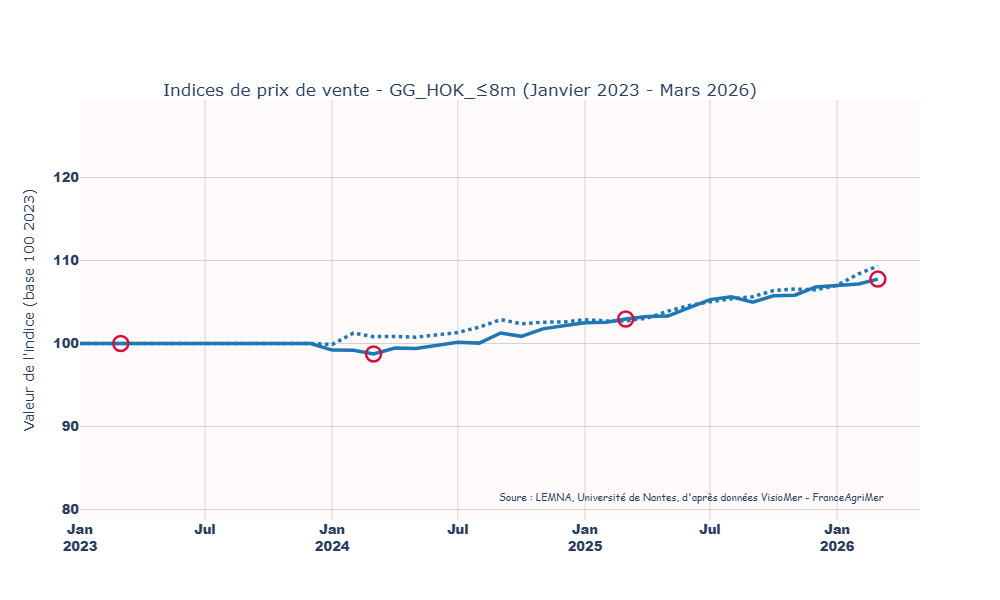 Indices de prix de vente - GG_HOK_≤8m (Janvier 2023 - Mars 2026)
Valeur de l'Indice (base 100 2023)
120
110
100
90
80
Soure : LEMNA, Université de Nantes, d'après données VisioMer - FranceAgriMer
Jan Jul Jan Jul Jan Jul Jan
2023 2024 2025 2026